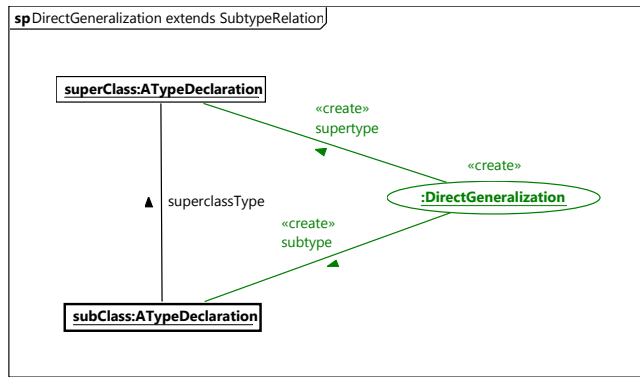 sp DirectGeneralization extends SubtypeRelation
superClass:ATypeDeclaration
«create»
supertype
«create»
:DirectGeneralization
superclassType
«create»
subtype
subClass:ATypeDeclaration